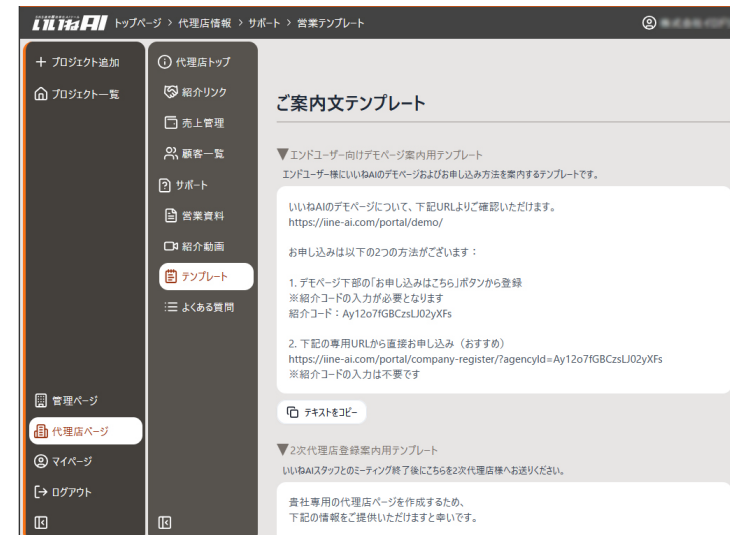 いいねAI トップページ > 代理店情報 > サポート > 営業テンプレート
プロジェクト追加
プロジェクト一覧
管理ページ
代理店ページ
マイページ
ログアウト
代理店トップ
紹介リンク
売上管理
顧客一覧
サポート
営業資料
紹介動画
テンプレート
よくある質問
ご案内文テンプレート
▼エンドユーザー向けデモページ案内用テンプレート
エンドユーザー様にいいねAIのデモページおよびお申し込み方法を案内するテンプレートです。
いいねAIのデモページについて、下記URLよりご確認いただけます。
https://iine-ai.com/portal/demo/
お申し込みは以下の2つの方法がございます：
1. デモページ下部の「お申し込みはこちら」ボタンから登録
※紹介コードの入力が必要となります
紹介コード：Ay12o7fGBCzsLJ02yXFs
2. 下記の専用URLから直接お申し込み（おすすめ）
https://iine-ai.com/portal/company-register/?agencyId=Ay12o7fGBCzsLJ02yXFs
※紹介コードの入力は不要です
テキストをコピー
▼2次代理店登録案内用テンプレート
いいねAIスタッフとのミーティング終了後にこちらを2次代理店様へお送りください。
貴社専用の代理店ページを作成するため、
下記の情報をご提供いただけますと幸いです。